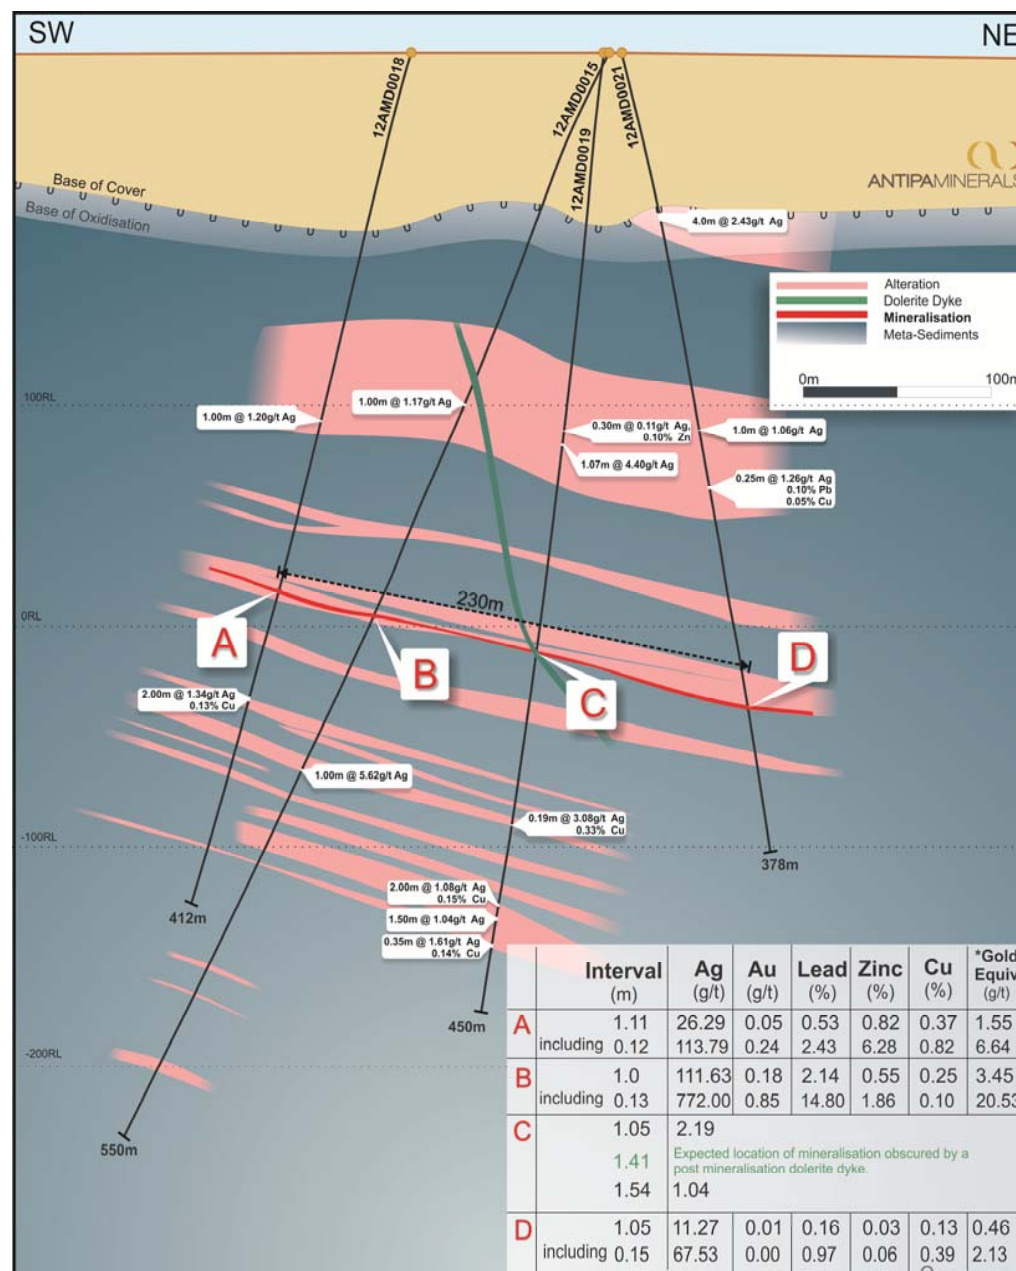 SW
NE
12AMD0018
12AMD0015
12AMD0019
12AMD0021
ANTIPAMINERALS
Base of Cover
Base of Oxidisation
4.0m @ 2.43g/t Ag
Alteration
Dolerite Dyke
Mineralisation
Meta-Sediments
0m
100m
100RL
1.00m @ 1.20g/t Ag
1.00m @ 1.17g/t Ag
0.30m @ 0.11g/t Ag,
0.10% Zn
1.07m @ 4.40g/t Ag
1.0m @ 1.06g/t Ag
0.25m @ 1.26g/t Ag
0.10% Pb
0.05% Cu
230m
0RL
A
B
C
D
2.00m @ 1.34g/t Ag
0.13% Cu
1.00m @ 5.62g/t Ag
0.19m @ 3.08g/t Ag
0.33% Cu
-100RL
378m
2.00m @ 1.08g/t Ag
0.15% Cu
1.50m @ 1.04g/t Ag
0.35m @ 1.61g/t Ag
0.14% Cu
412m
450m
-200RL
550m
Interval (m) Ag (g/t) Au (g/t) Lead (%) Zinc (%) Cu (%) *Gold Equiv (g/t)
A 1.11 26.29 0.05 0.53 0.82 0.37 1.55
including 0.12 113.79 0.24 2.43 6.28 0.82 6.64
B 1.0 111.63 0.18 2.14 0.55 0.25 3.45
including 0.13 772.00 0.85 14.80 1.86 0.10 20.53
C 1.05 2.19
1.41 Expected location of mineralisation obscured by a
post mineralisation dolerite dyke.
1.54 1.04
D 1.05 11.27 0.01 0.16 0.03 0.13 0.46
including 0.15 67.53 0.00 0.97 0.06 0.39 2.13